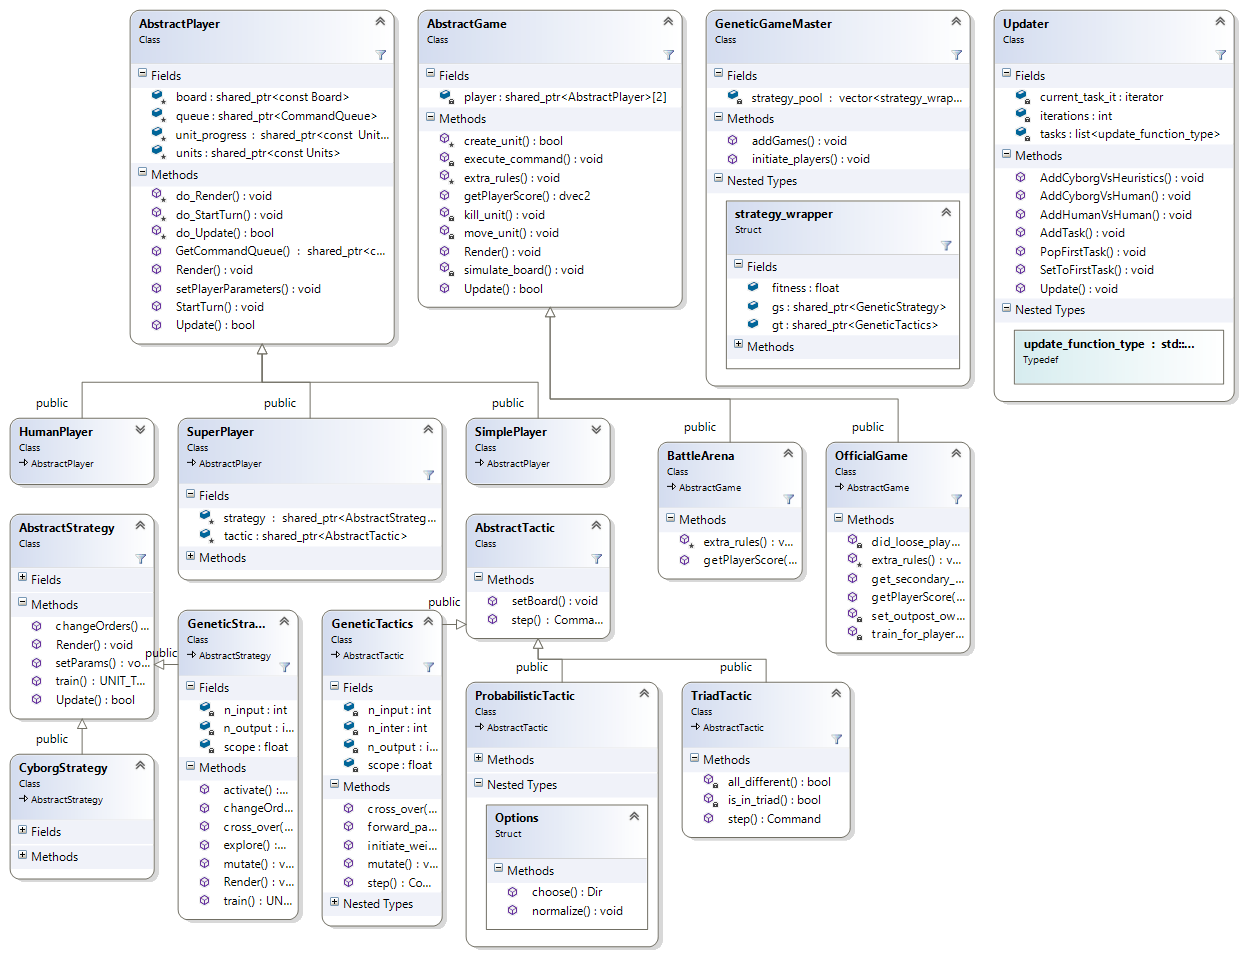 AbstractPlayer
Class
Fields
board : shared_ptr<const Board>
queue : shared_ptr<CommandQueue>
unit_progress : shared_ptr<const Unit...
units : shared_ptr<const Units>
Methods
do_Render() : void
do_StartTurn() : void
do_Update() : bool
GetCommandQueue() : shared_ptr<c...
Render() : void
setPlayerParameters() : void
StartTurn() : void
Update() : bool
AbstractGame
Class
Fields
player : shared_ptr<AbstractPlayer>[2]
Methods
create_unit() : bool
execute_command() : void
extra_rules() : void
getPlayerScore() : dvec2
kill_unit() : void
move_unit() : void
Render() : void
simulate_board() : void
Update() : bool
GeneticGameMaster
Class
Fields
strategy_pool : vector<strategy_wrap...
Methods
addGames() : void
initiate_players() : void
Nested Types
strategy_wrapper
Struct
Fields
fitness : float
gs : shared_ptr<GeneticStrategy>
gt : shared_ptr<GeneticTactics>
Methods
Updater
Class
Fields
current_task_it : iterator
iterations : int
tasks : list<update_function_type>
Methods
AddCyborgVsHeuristics() : void
AddCyborgVsHuman() : void
AddHumanVsHuman() : void
AddTask() : void
PopFirstTask() : void
SetToFirstTask() : void
Update() : void
Nested Types
update_function_type : std::...
Typedef
public
public
public
public
public
HumanPlayer
Class
AbstractPlayer
SuperPlayer
Class
AbstractPlayer
Fields
strategy : shared_ptr<AbstractStrateg...
tactic : shared_ptr<AbstractTactic>
Methods
SimplePlayer
Class
AbstractPlayer
BattleArena
Class
AbstractGame
Methods
extra_rules() : v...
getPlayerScore(...
OfficialGame
Class
AbstractGame
Methods
did_loose_play...
extra_rules() : v...
get_secondary_...
getPlayerScore(...
set_outpost_ow...
train_for_player...
AbstractStrategy
Class
Fields
Methods
changeOrders() ...
Render() : void
setParams() : vo...
train() : UNIT_T...
Update() : bool
public
public
CyborgStrategy
Class
AbstractStrategy
Fields
Methods
GeneticStra...
Class
AbstractStrategy
Fields
n_input : int
n_output : i...
scope : float
Methods
activate() :...
changeOrd...
cross_over(...
explore() :...
mutate() : v...
Render() : v...
train() : UN...
GeneticTactics
Class
AbstractTactic
Fields
n_input : int
n_inter : int
n_output : i...
scope : float
Methods
cross_over(...
forward_pa...
initiate_wei...
mutate() : v...
step() : Co...
Nested Types
public
AbstractTactic
Class
Methods
setBoard() : void
step() : Comma...
public
public
ProbabilisticTactic
Class
AbstractTactic
Methods
Nested Types
Options
Struct
Methods
choose() : Dir
normalize() : void
TriadTactic
Class
AbstractTactic
Methods
all_different() : bool
is_in_triad() : bool
step() : Command